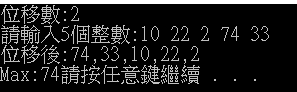 位移數:2
請輸入5個整數:10 22 2 74 33
位移後:74,33,10,22,2
Max:74請按任意鍵繼續 . . .